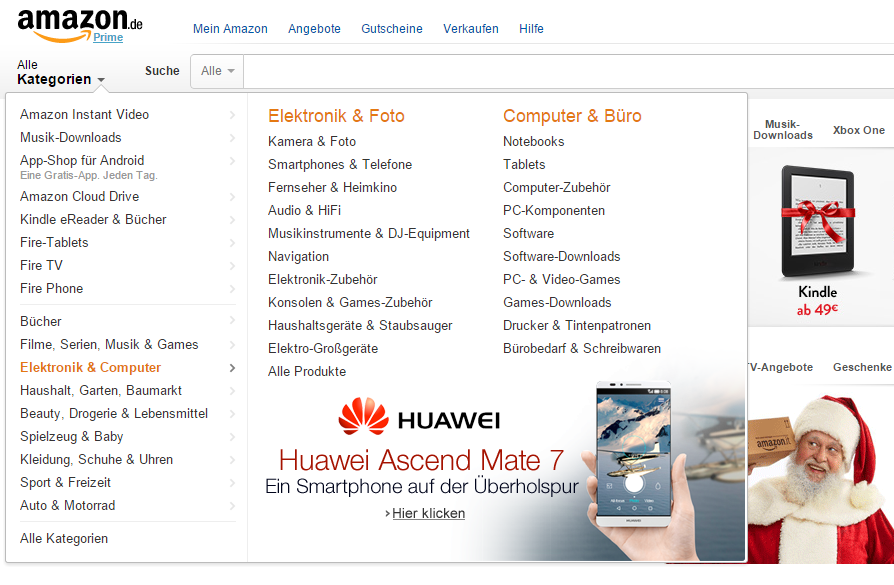 amazon.de
Prime
Mein Amazon Angebote Gutscheine Verkaufen Hilfe
Alle
Kategorien
Suche
Alle
Amazon Instant Video
Musik-Downloads
App-Shop für Android
Eine Gratis-App. Jeden Tag.
Amazon Cloud Drive
Kindle eReader & Bücher
Fire-Tablets
Fire TV
Fire Phone
Bücher
Filme, Serien, Musik & Games
Elektronik & Computer
Haushalt, Garten, Baumarkt
Beauty, Drogerie & Lebensmittel
Spielzeug & Baby
Kleidung, Schuhe & Uhren
Sport & Freizeit
Auto & Motorrad
Alle Kategorien
Elektronik & Foto
Kamera & Foto
Smartphones & Telefone
Fernseher & Heimkino
Audio & HiFi
Musikinstrumente & DJ-Equipment
Navigation
Elektronik-Zubehör
Konsolen & Games-Zubehör
Haushaltsgeräte & Staubsauger
Elektro-Großgeräte
Alle Produkte
Computer & Büro
Notebooks
Tablets
Computer-Zubehör
PC-Komponenten
Software
Software-Downloads
PC- & Video-Games
Games-Downloads
Drucker & Tintenpatronen
Bürobedarf & Schreibwaren
HUAWEI
Huawei Ascend Mate 7
Ein Smartphone auf der Überholspur
Hier klicken
HUAWEI
Musik-
Downloads
Xbox One
Kindle
ab 49€
TV-Angebote Geschenke
amazon.it